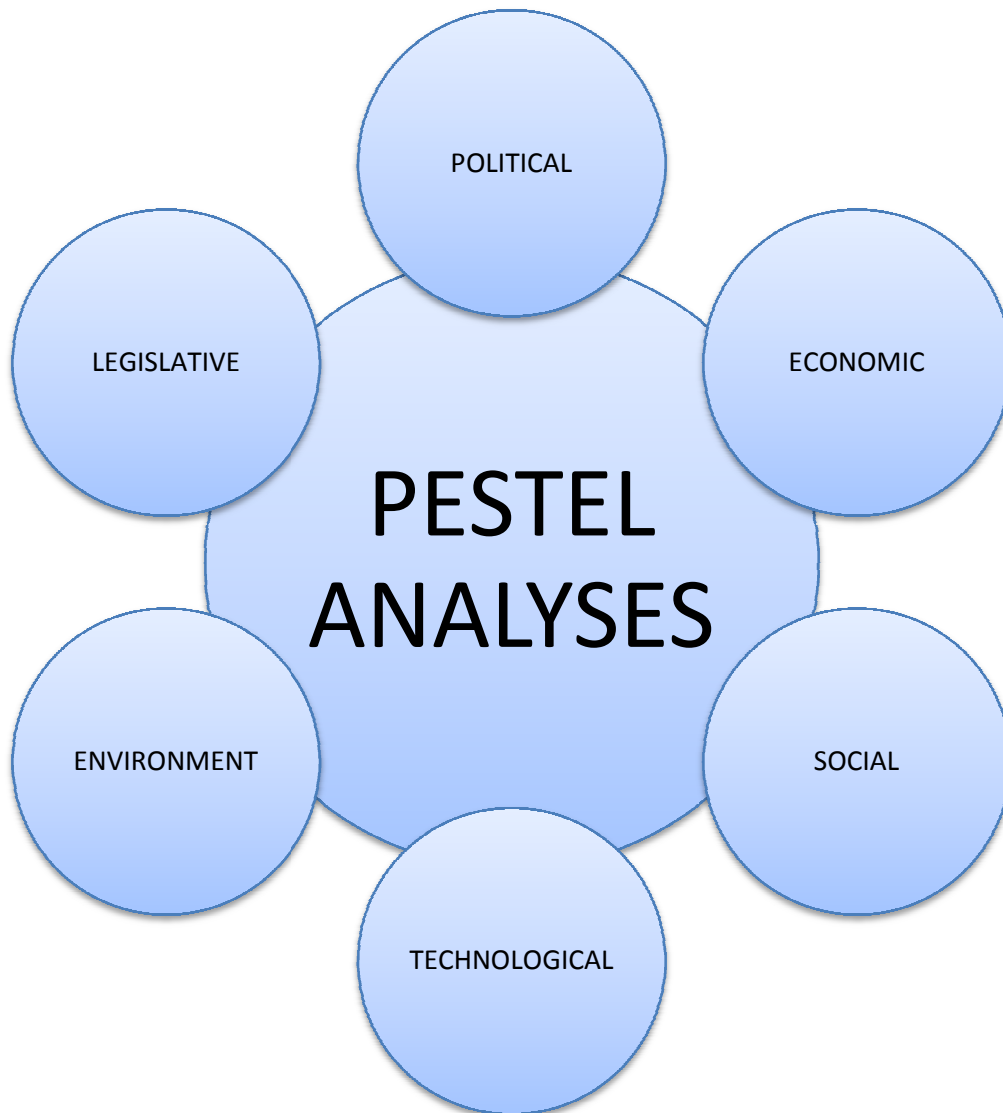 POLITICAL
ECONOMIC
SOCIAL
TECHNOLOGICAL
ENVIRONMENT
LEGISLATIVE
PESTEL
ANALYSES